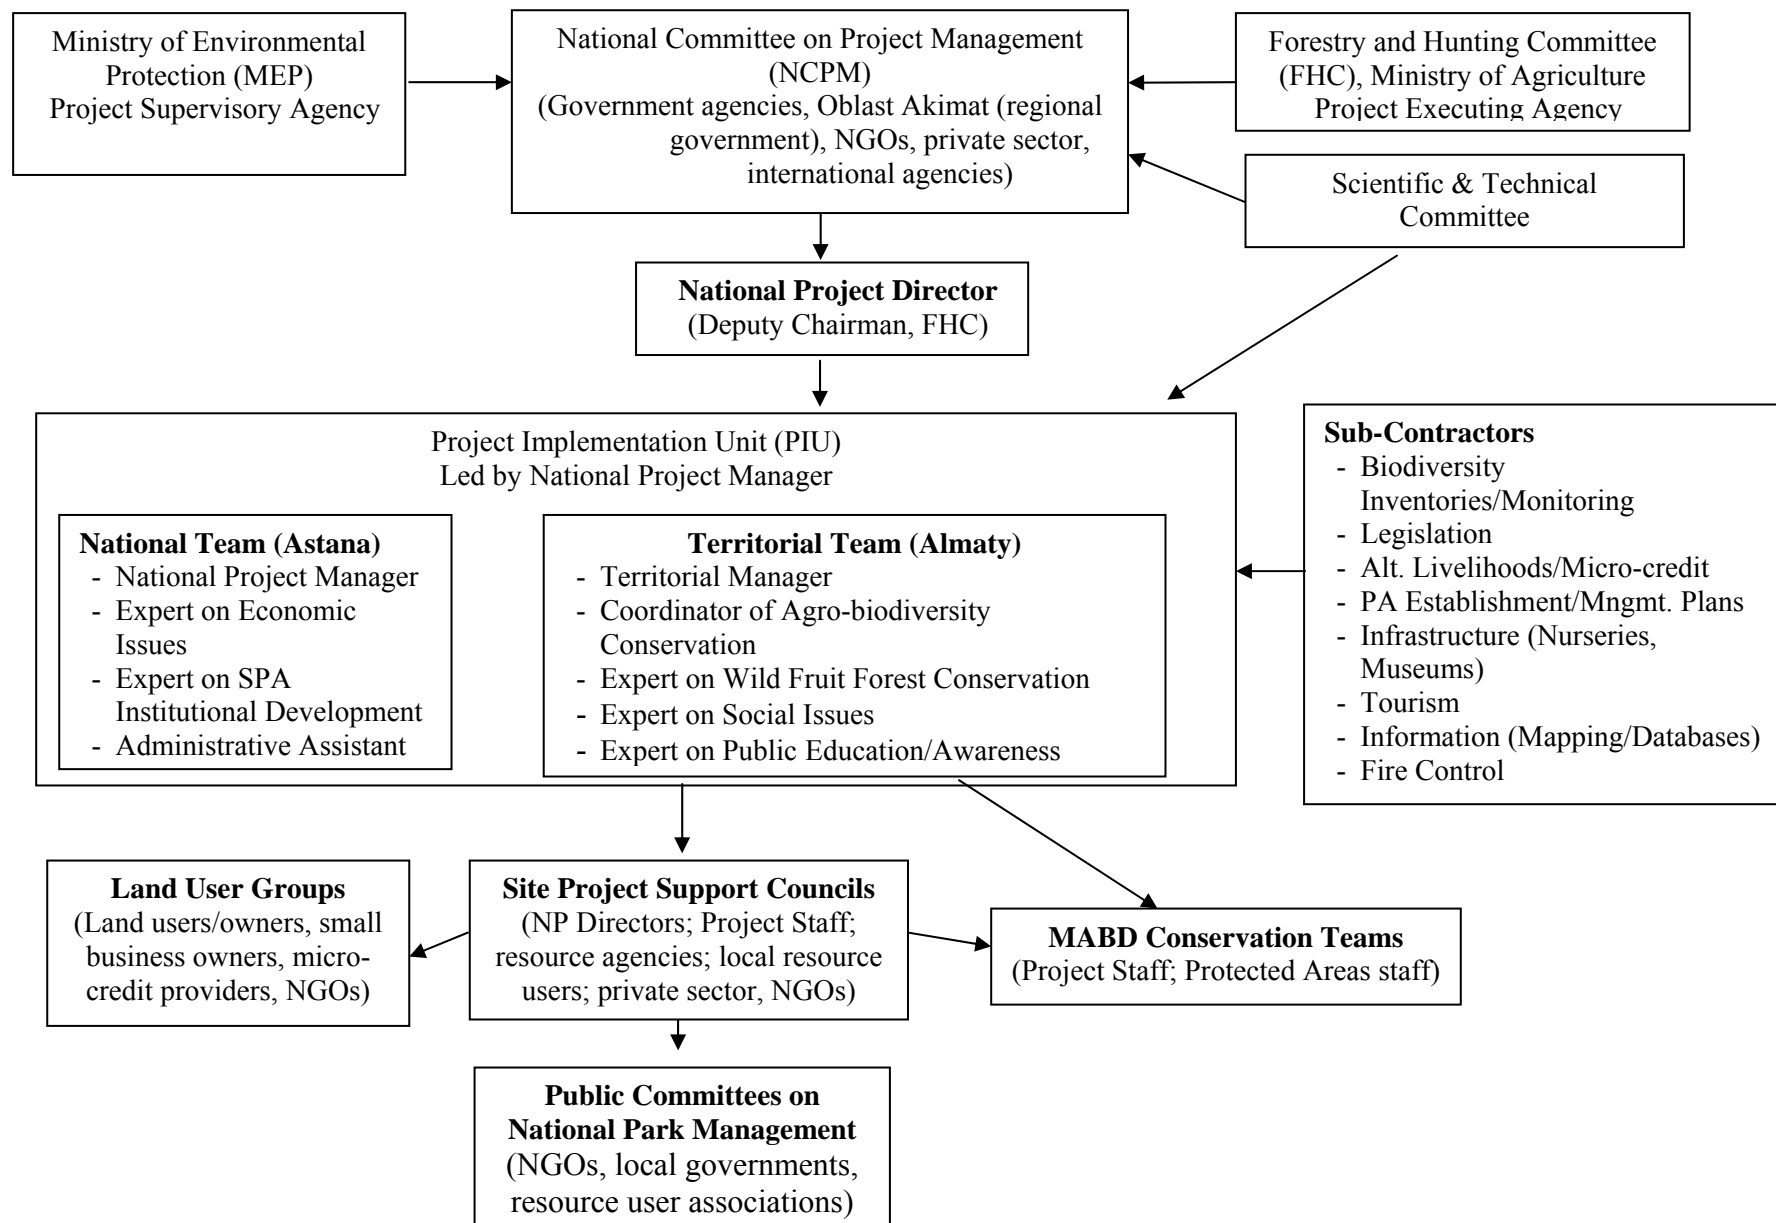 Ministry of Environmental
Protection (MEP)
Project Supervisory Agency
National Committee on Project Management
(NCPM)
(Government agencies, Oblast Akimat (regional
government), NGOs, private sector,
international agencies)
Forestry and Hunting Committee
(FHC), Ministry of Agriculture
Project Executing Agency
Scientific & Technical
Committee
National Project Director
(Deputy Chairman, FHC)
Project Implementation Unit (PIU)
Led by National Project Manager
National Team (Astana)
- National Project Manager
- Expert on Economic
Issues
- Expert on SPA
Institutional Development
- Administrative Assistant
Territorial Team (Almaty)
- Territorial Manager
- Coordinator of Agro-biodiversity
Conservation
- Expert on Wild Fruit Forest Conservation
- Expert on Social Issues
- Expert on Public Education/Awareness
Sub-Contractors
- Biodiversity
Inventories/Monitoring
- Legislation
- Alt. Livelihoods/Micro-credit
- PA Establishment/Mngmt. Plans
- Infrastructure (Nurseries,
Museums)
- Tourism
- Information (Mapping/Databases)
- Fire Control
Land User Groups
(Land users/owners, small
business owners, micro-
credit providers, NGOs)
Site Project Support Councils
(NP Directors; Project Staff;
resource agencies; local resource
users; private sector, NGOs)
MABD Conservation Teams
(Project Staff; Protected Areas staff)
Public Committees on
National Park Management
(NGOs, local governments,
resource user associations)